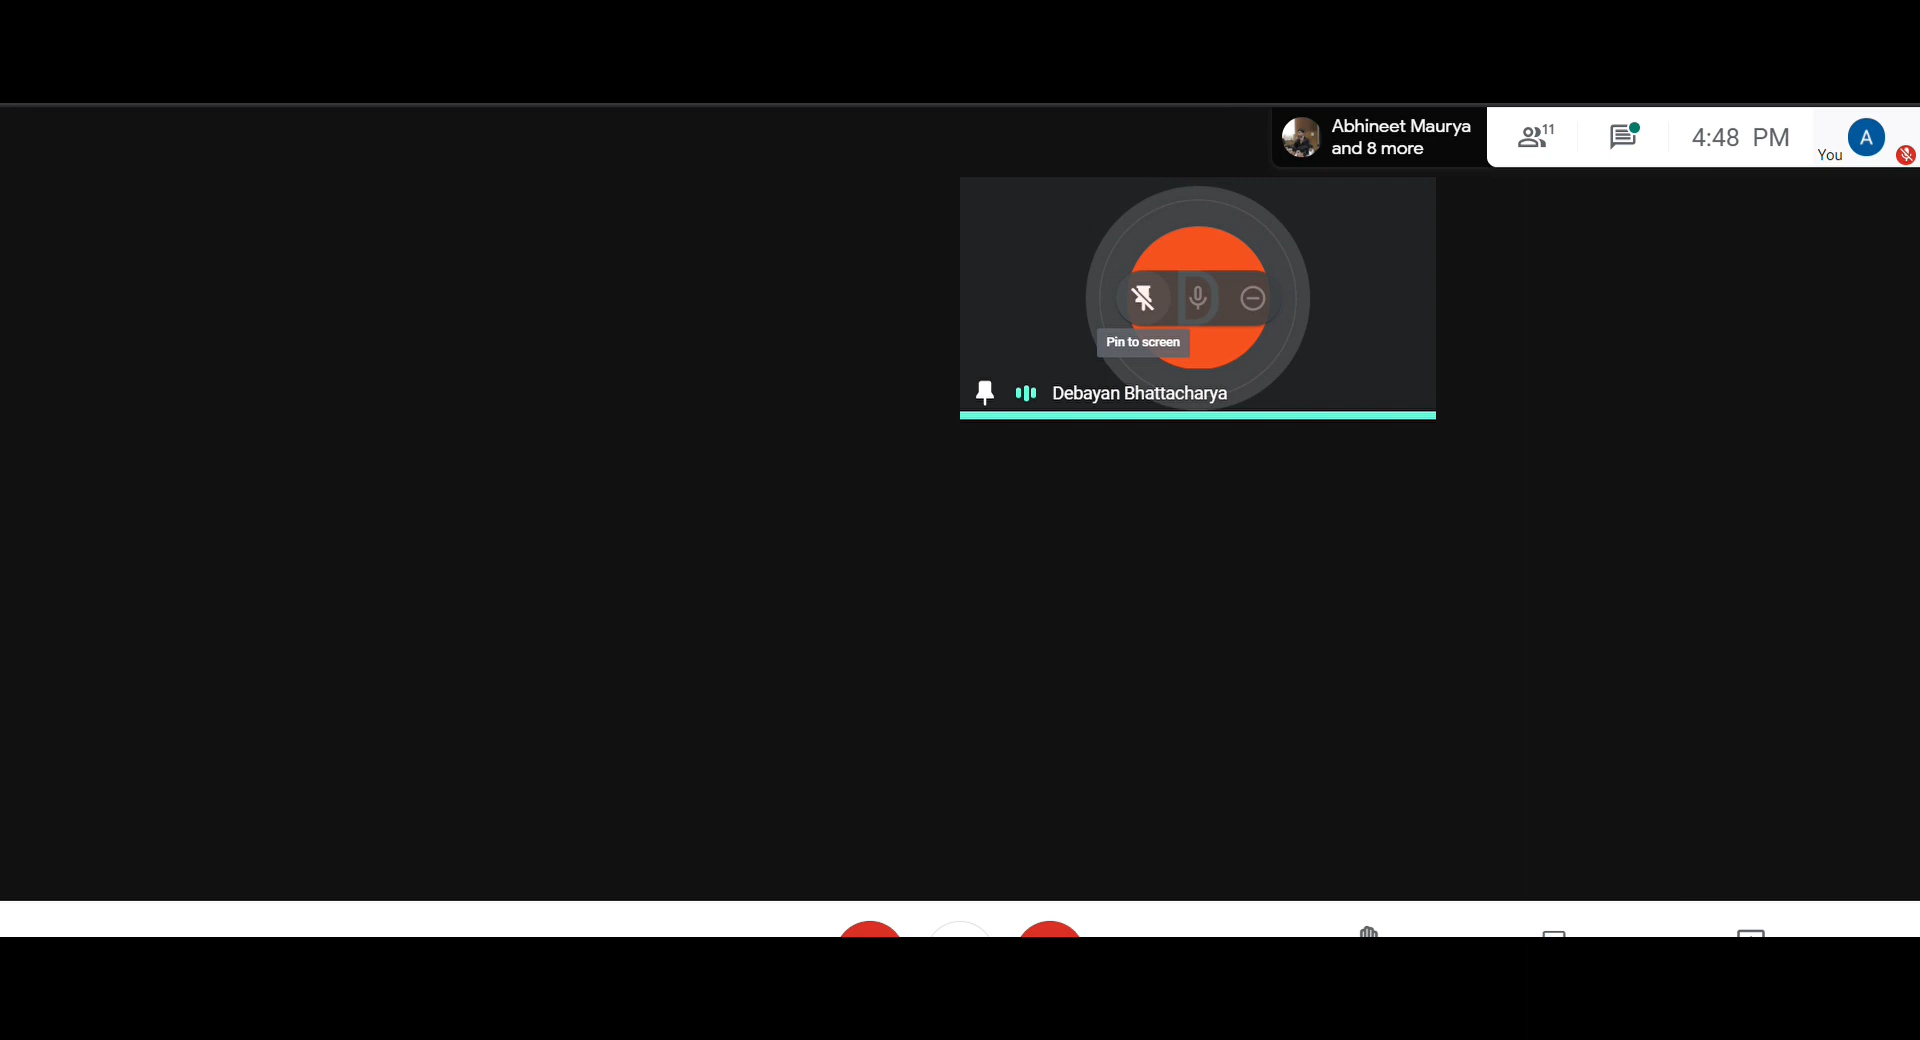 Abhineet Maurya
and 8 more
11
4:48 PM
You
A
D
Pin to screen
Debayan Bhattacharya